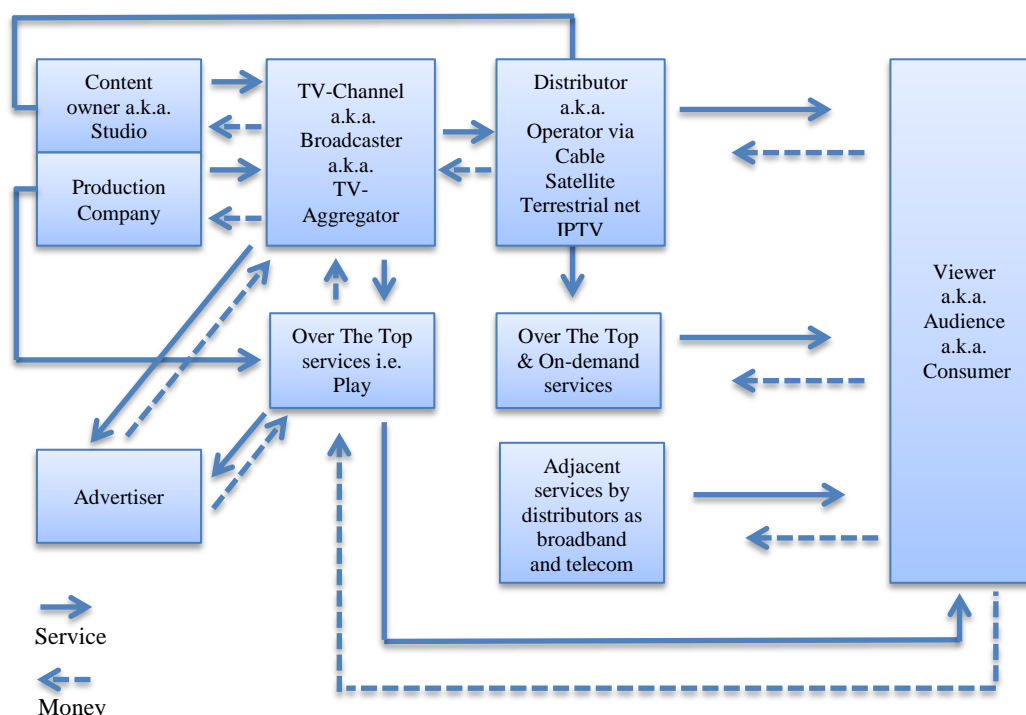 Content
owner a.k.a.
Studio
Production
Company
TV-Channel
a.k.a.
Broadcaster
a.k.a.
TV-
Aggregator
Distributor
a.k.a.
Operator via
Cable
Satellite
Terrestrial net
IPTV
Viewer
a.k.a.
Audience
a.k.a.
Consumer
Over The Top
services i.e.
Play
Over The Top
& On-demand
services
Advertiser
Adjacent
services by
distributors as
broadband
and telecom
Service
Money